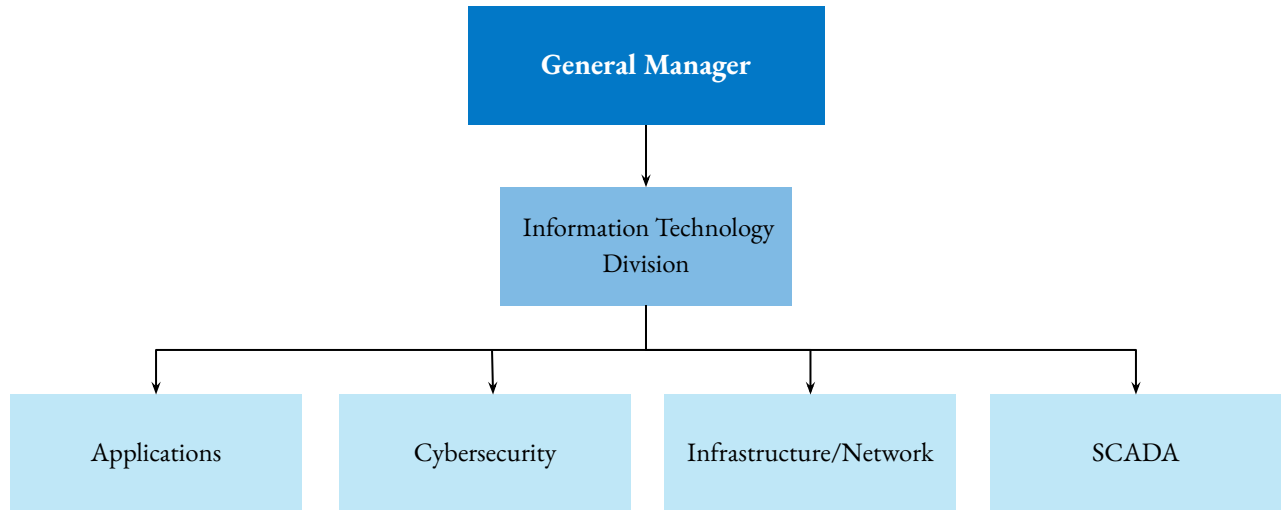 General Manager
Information Technology
Division
Applications
Cybersecurity
Infrastructure/Network
SCADA